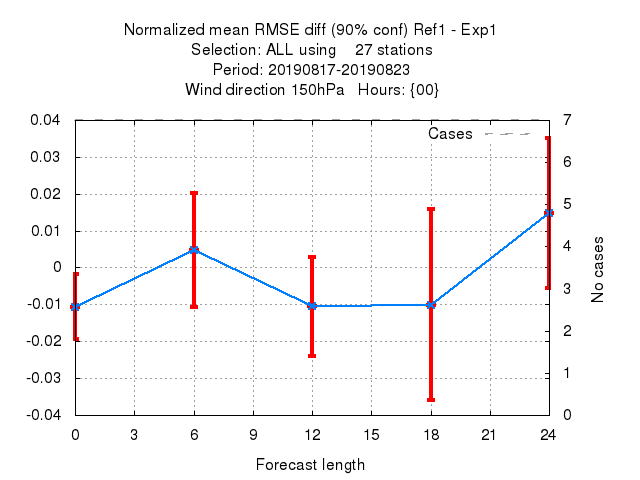 Normalized mean RMSE diff (90% conf) Ref1 - Exp1
Selection: ALL using    27 stations
Period: 20190817-20190823
Wind direction 150hPa   Hours: {00}
0.04
0.03
0.02
0.01
0
-0.01
-0.02
-0.03
-0.04
Cases
7
6
5
4
3
2
1
0
No cases
0 3 6 9 12 15 18 21 24
Forecast length